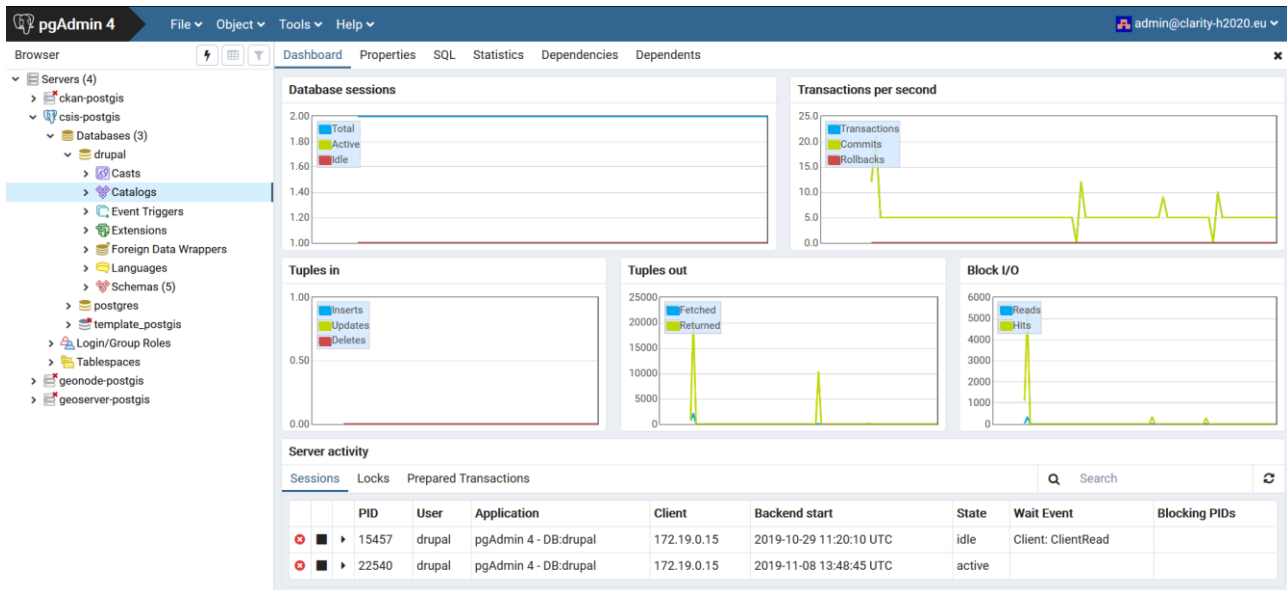 pgAdmin 4 File Object Tools Help admin@clarity-h2020.eu
Browser
Servers (4)
ckan-postgis
csis-postgis
Databases (3)
drupal
Casts
Catalogs
Event Triggers
Extensions
Foreign Data Wrappers
Languages
Schemas (5)
postgres
template_postgis
Login/Group Roles
Tablespaces
geonode-postgis
geoserver-postgis
Dashboard Properties SQL Statistics Dependencies Dependents
Database sessions
2.00
1.80
1.60
1.40
1.20
1.00
Total
Active
Idle
Transactions per second
25.0
20.0
15.0
10.0
5.0
0.0
Transactions
Commits
Rollbacks
Tuples in
1.00
0.50
0.00
Inserts
Updates
Deletes
Tuples out
25000
20000
15000
10000
5000
0
Fetched
Returned
Block I/O
6000
5000
4000
3000
2000
1000
0
Reads
Hits
Server activity
Sessions Locks Prepared Transactions Search
PID User Application Client Backend start State Wait Event Blocking PIDs
15457 drupal pgAdmin 4 - DB:drupal 172.19.0.15 2019-10-29 11:20:10 UTC idle Client: ClientRead
22540 drupal pgAdmin 4 - DB:drupal 172.19.0.15 2019-11-08 13:48:45 UTC active